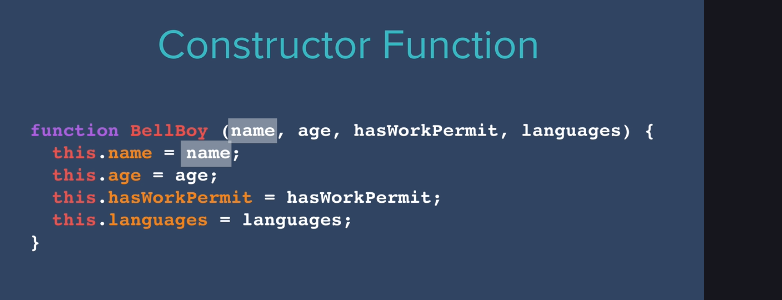 Constructor Function
function BellBoy (name, age, hasWorkPermit, languages) {
this.name = name;
this.age = age;
this.hasWorkPermit = hasWorkPermit;
this.languages = languages;
}